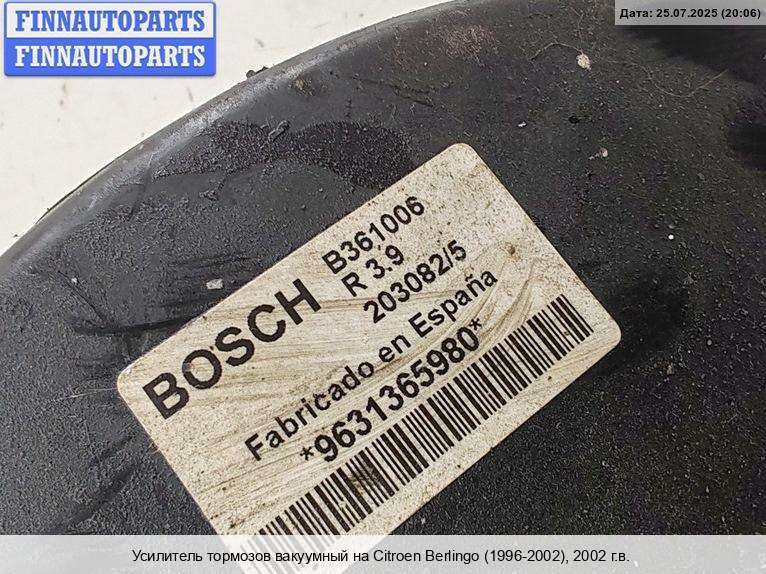 FINNAUTOPARTS
FINNAUTOPARTS
Дата: 25.07.2025 (20:06)
BOSCH
B361006
R 3.9
203082/5
Fabricado en España
*9631365980*
Усилитель тормозов вакуумный на Citroen Berlingo (1996-2002), 2002 г.в.